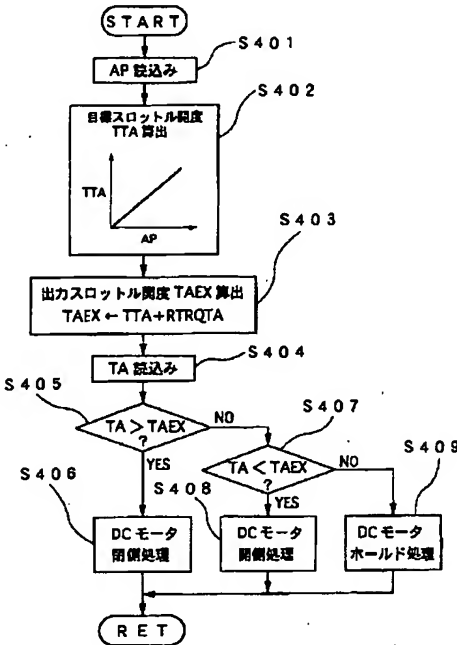 START
S401
AP 読込み
S402
目標スロットル開度
TTA 算出
TTA
AP
S403
出力スロットル開度 TAEX 算出
TAEX ← TTA+RTRQTA
S404
TA 読込み
S405
TA > TAEX
?
NO
YES
S407
TA < TAEX
?
NO
YES
S406
DC モータ
閉側処理
S408
DC モータ
開側処理
S409
DC モータ
ホールド処理
RET